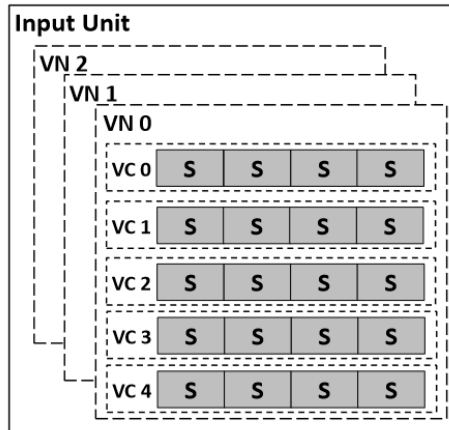 Input Unit
VN 2
VN 1
VN 0
VC 0 S S S S
VC 1 S S S S
VC 2 S S S S
VC 3 S S S S
VC 4 S S S S